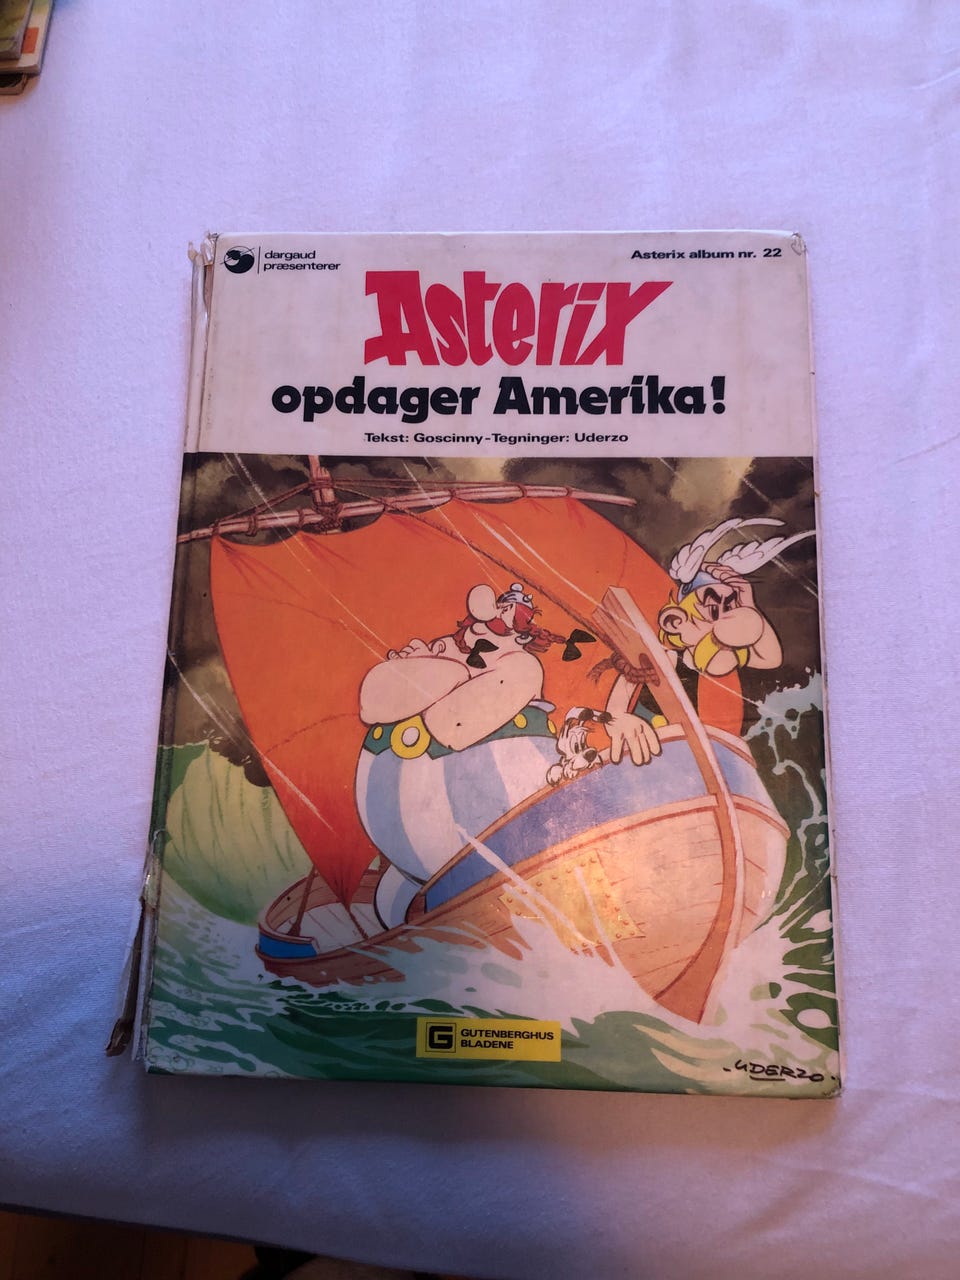 dargaud
præsenterer
Asterix album nr. 22
Asterix
opdager Amerika!
Tekst: Goscinny-Tegninger: Uderzo
G GUTENBERGHUS
BLADENE
UDERZO